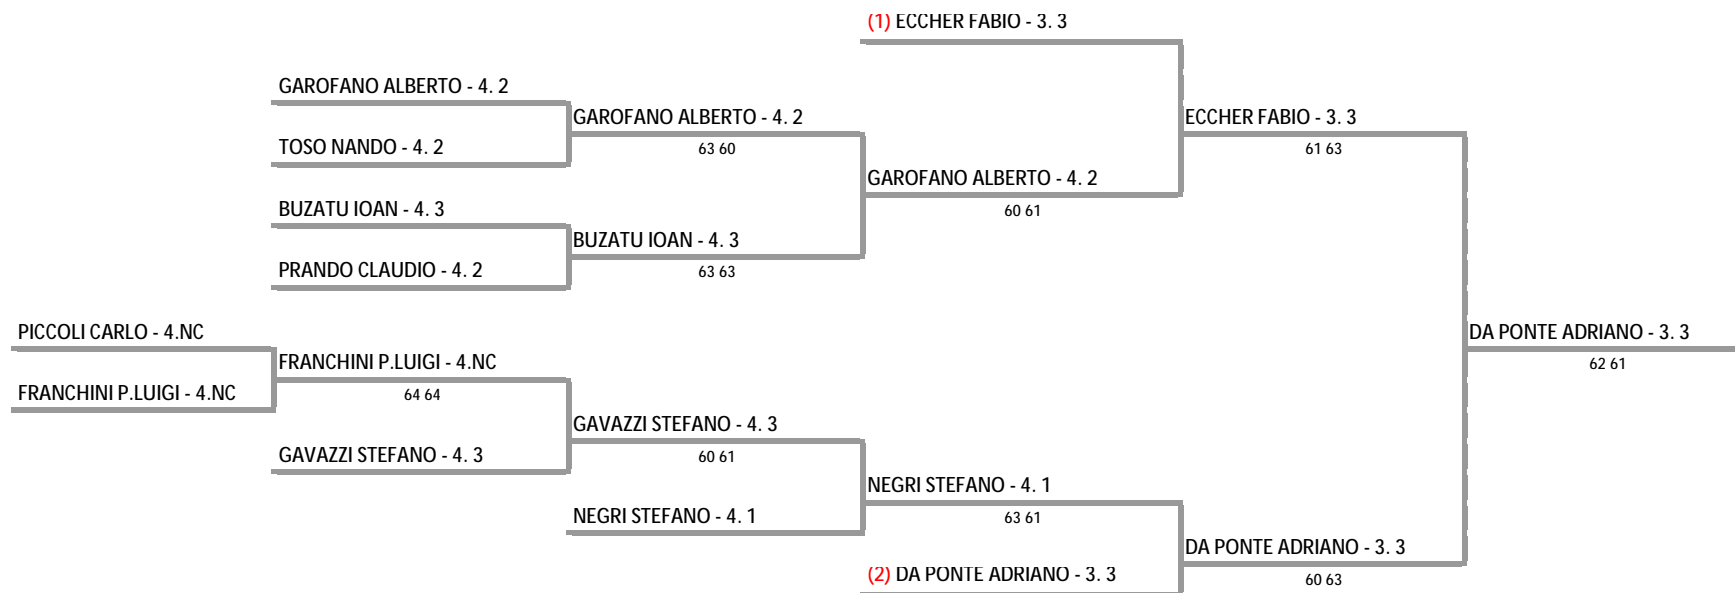 (1) ECCHER FABIO - 3. 3
GAROFANO ALBERTO - 4. 2
GAROFANO ALBERTO - 4. 2
ECCHER FABIO - 3. 3
TOSO NANDO - 4. 2
63 60
61 63
GAROFANO ALBERTO - 4. 2
BUZATU IOAN - 4. 3
60 61
BUZATU IOAN - 4. 3
PRANDO CLAUDIO - 4. 2
63 63
PICCOLI CARLO - 4.NC
DA PONTE ADRIANO - 3. 3
FRANCHINI P.LUIGI - 4.NC
62 61
FRANCHINI P.LUIGI - 4.NC
64 64
GAVAZZI STEFANO - 4. 3
GAVAZZI STEFANO - 4. 3
60 61
NEGRI STEFANO - 4. 1
NEGRI STEFANO - 4. 1
63 61
DA PONTE ADRIANO - 3. 3
(2) DA PONTE ADRIANO - 3. 3
60 63